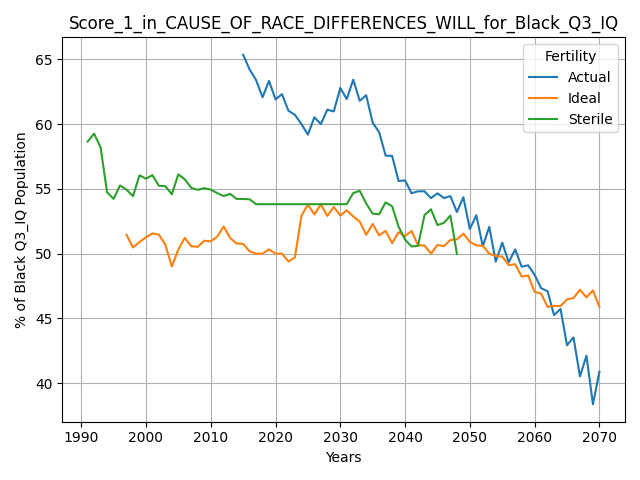 Score_1_in_CAUSE_OF_RACE_DIFFERENCES_WILL_for_Black_Q3_IQ
Fertility
Actual
Ideal
Sterile
% of Black Q3_IQ Population
65
60
55
50
45
40
1990 2000 2010 2020 2030 2040 2050 2060 2070
Years